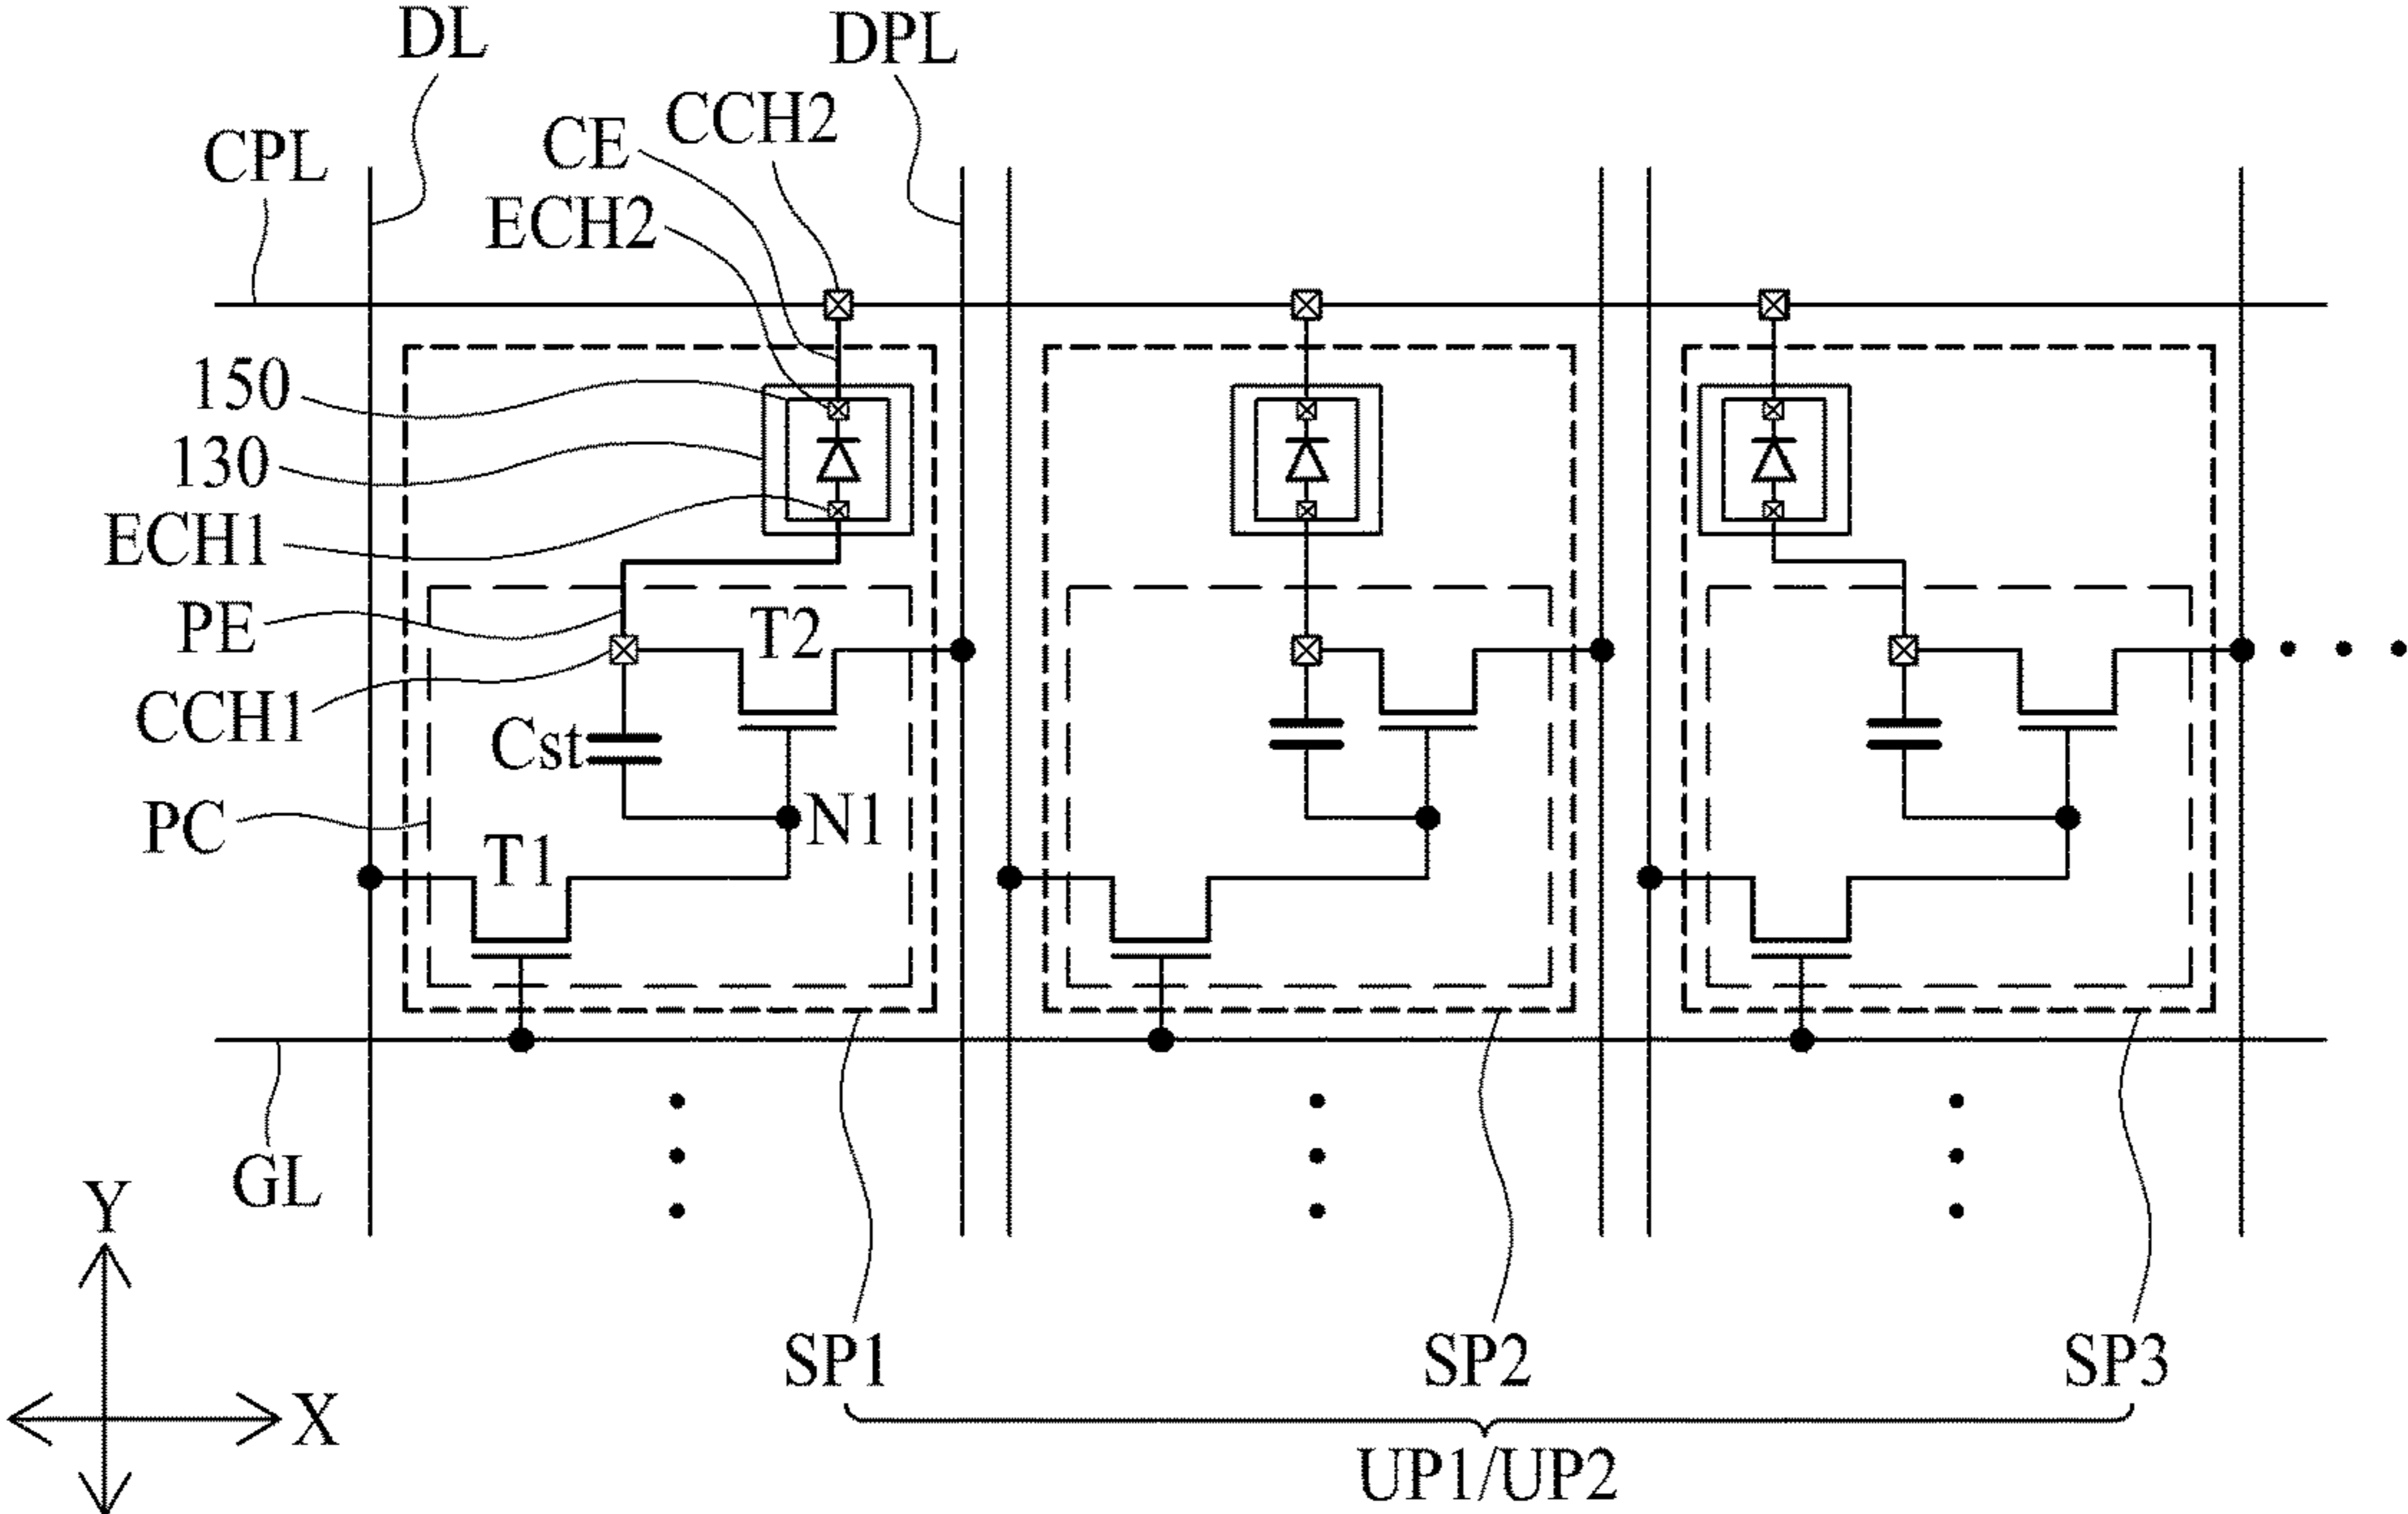 DL
DPL
CCH2
CE
CPL
ECH2
150
130
ECH1
PE
T2
CCH1
Cst
PC
N1
T1
GL
Y
SP1
SP2
SP3
X
UP1/UP2